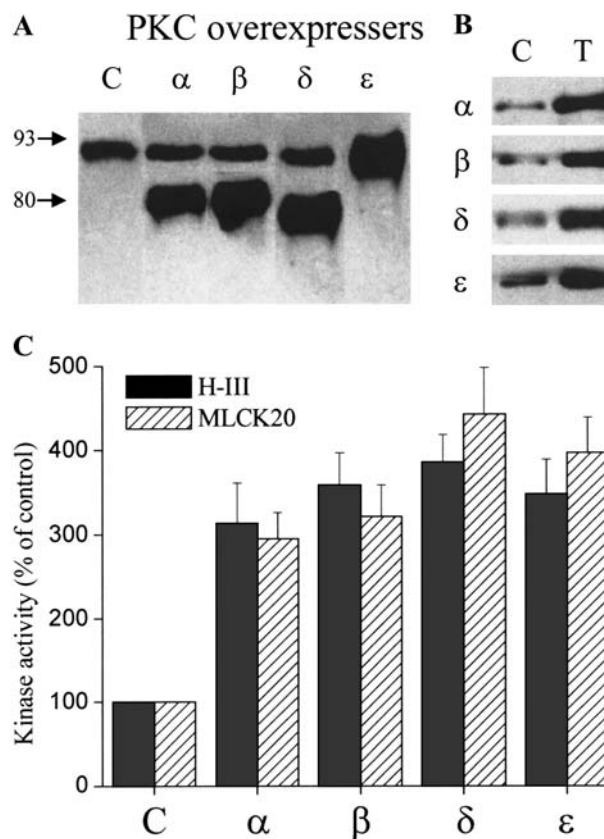 A PKC overexpressers
C α β δ ε
93
80
B
C T
α
β
δ
ε
C
H-III
MLCK20
Kinase activity (% of control)
500
400
300
200
100
0
C α β δ ε